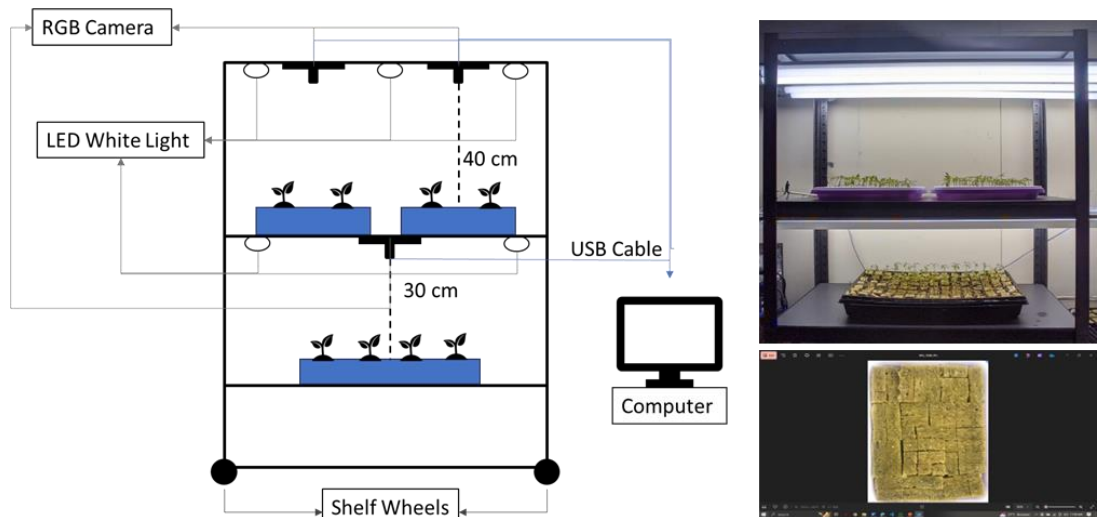 RGB Camera
LED White Light
40 cm
USB Cable
30 cm
Computer
Shelf Wheels